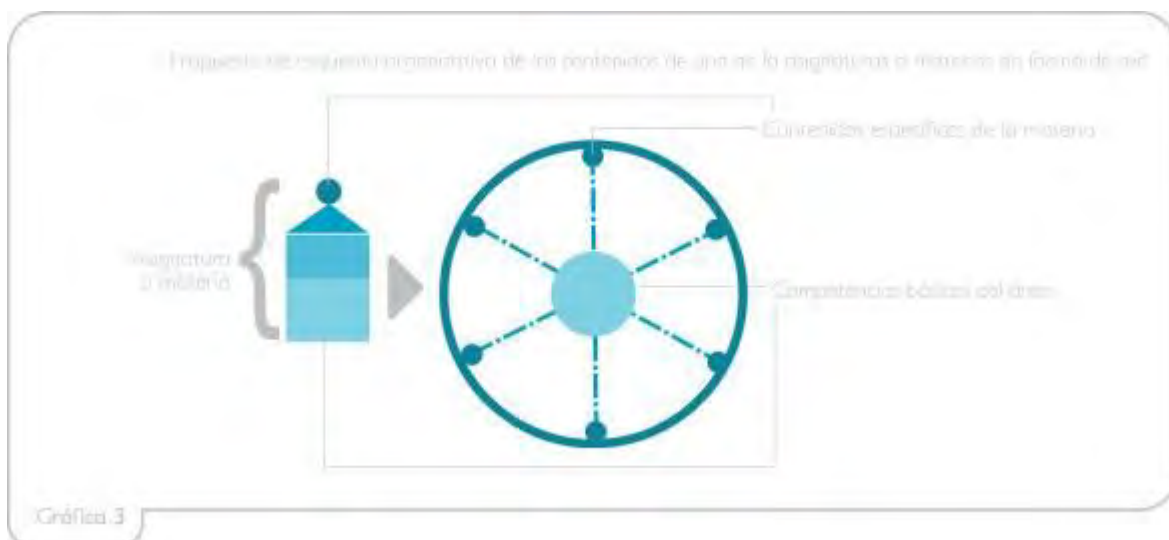 Propuesta de esquema organizativo de los contenidos de una de la asignaturas o materias en forma de red
Contenidos específicos de la materia
Asignatura
o materia
Competencias básicas del área
Gráfica 3